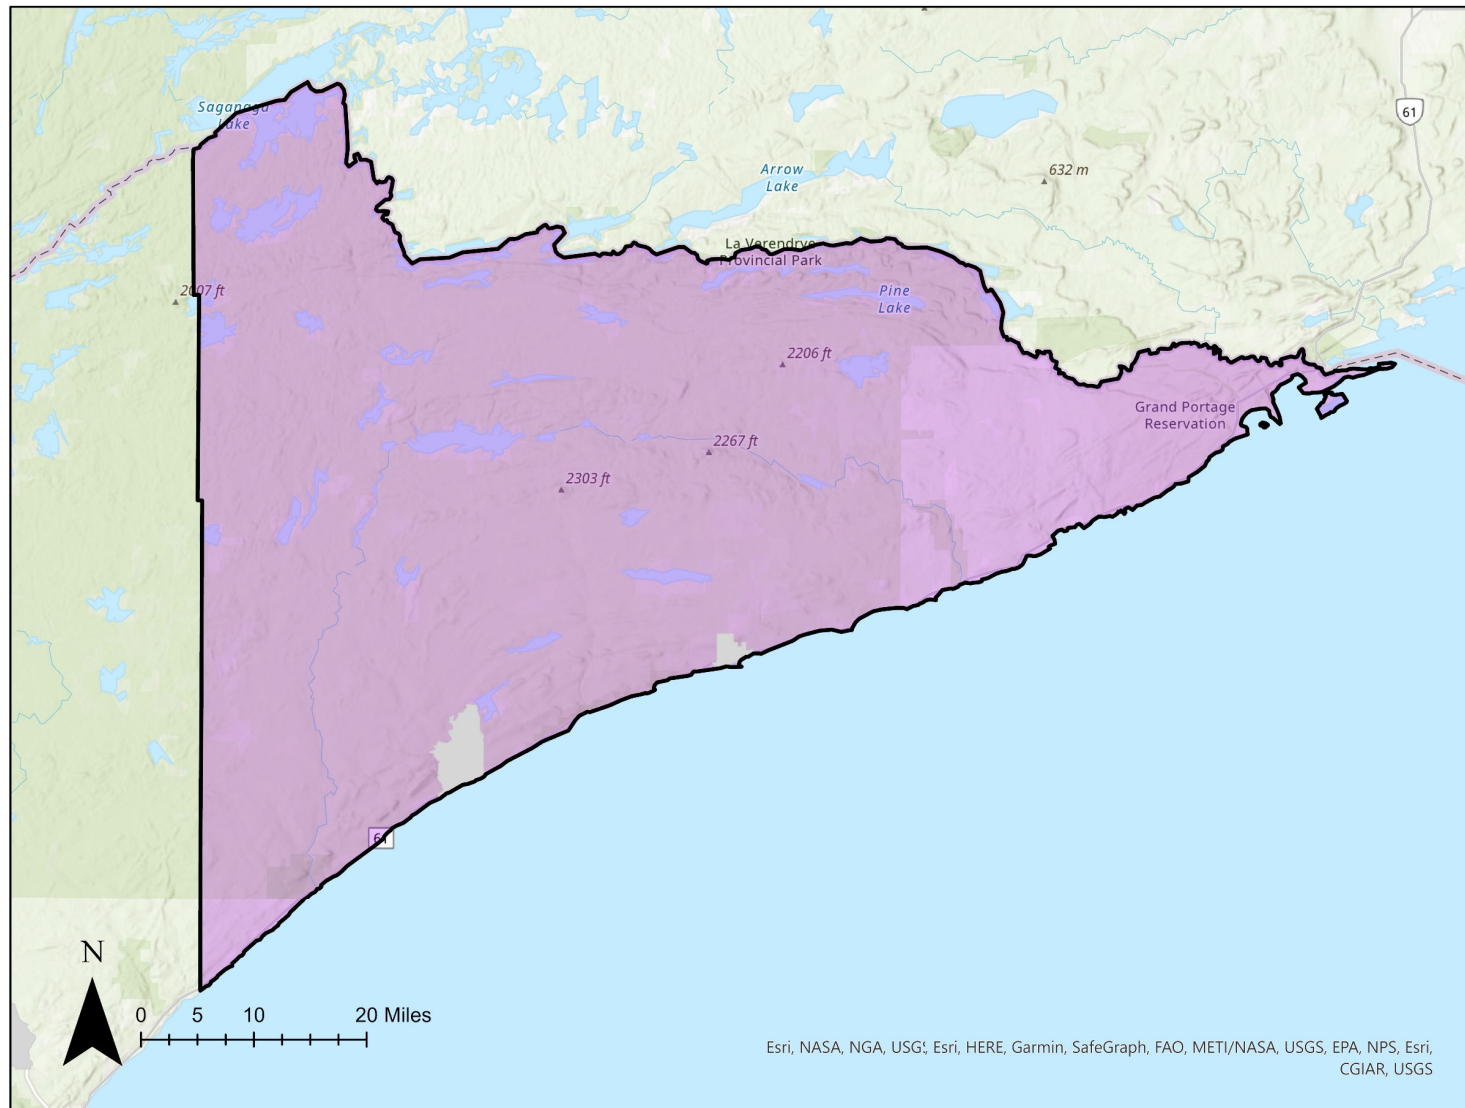 61
Saganaga
Lake
Arrow
Lake
632 m
La Verendrye
Provincial Park
2007 ft
Pine
Lake
2206 ft
Grand Portage
Reservation
2267 ft
2303 ft
61
N
0 5 10 20 Miles
Esri, NASA, NGA, USGS, Esri, HERE, Garmin, SafeGraph, FAO, METI/NASA, USGS, EPA, NPS, Esri,
CGIAR, USGS